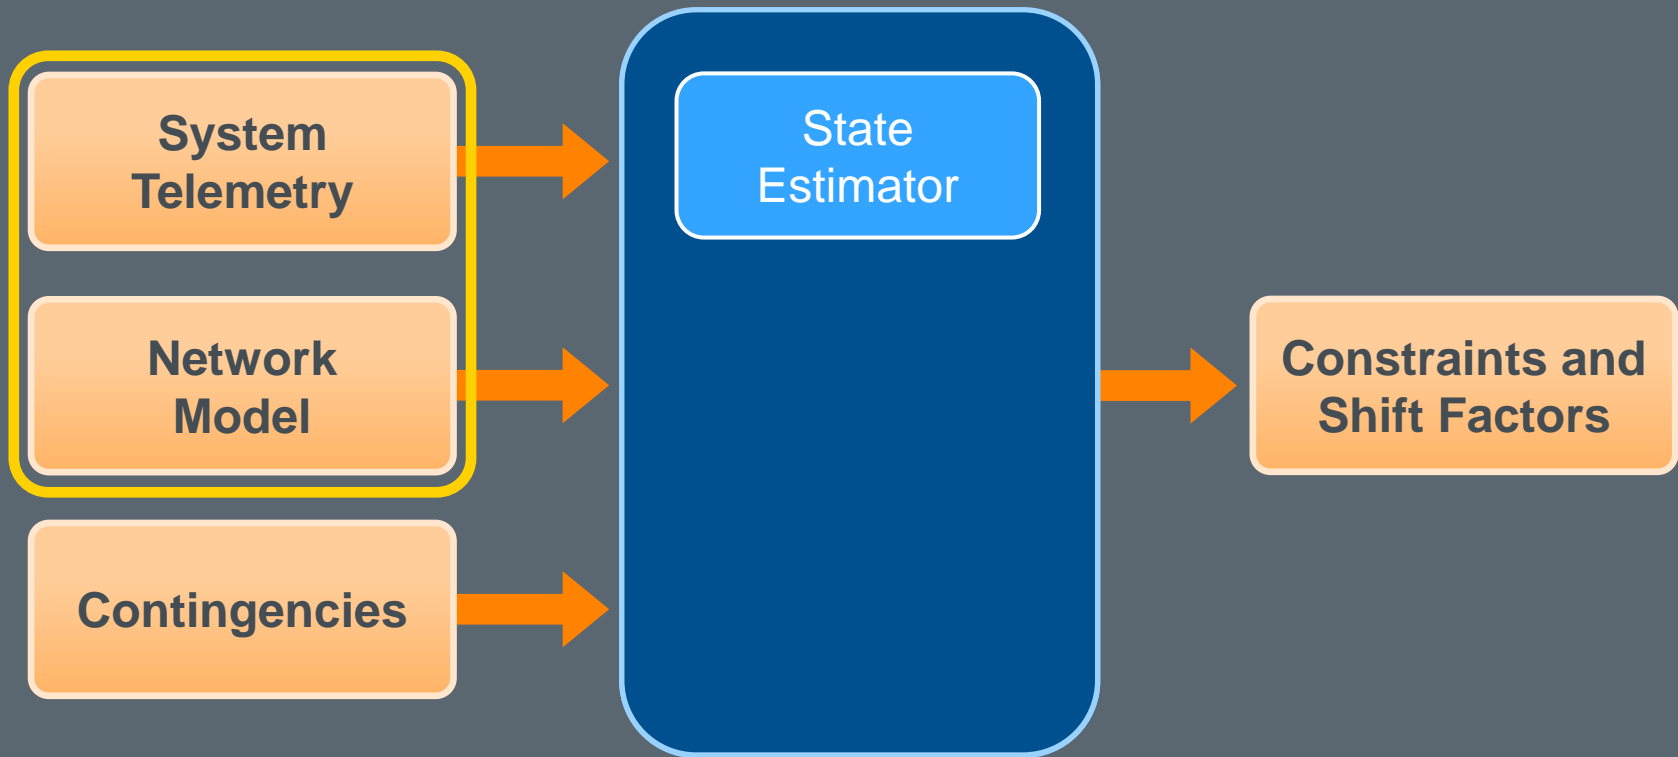 System
Telemetry
State
Estimator
Network
Model
Constraints and
Shift Factors
Contingencies